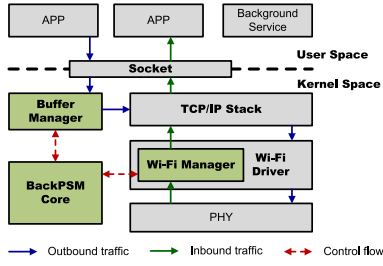 APP
APP
Background
Service
User Space
Socket
Kernel Space
Buffer
Manager
TCP/IP Stack
Wi-Fi Manager
Wi-Fi
Driver
BackPSM
Core
PHY
Outbound traffic
Inbound traffic
Control flow